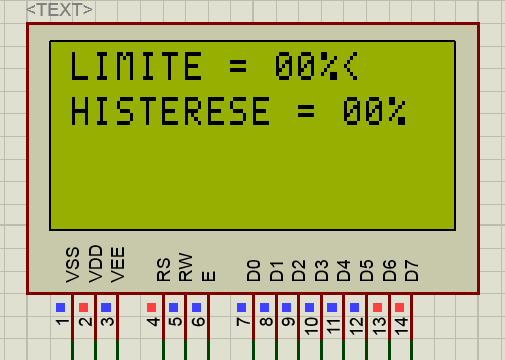 <TEXT>
LIMITE = 00%<
HISTERESE = 00%
VSS VDD VEE RS RW E D0 D1 D2 D3 D4 D5 D6 D7
1 2 3 4 5 6 7 8 9 10 11 12 13 14